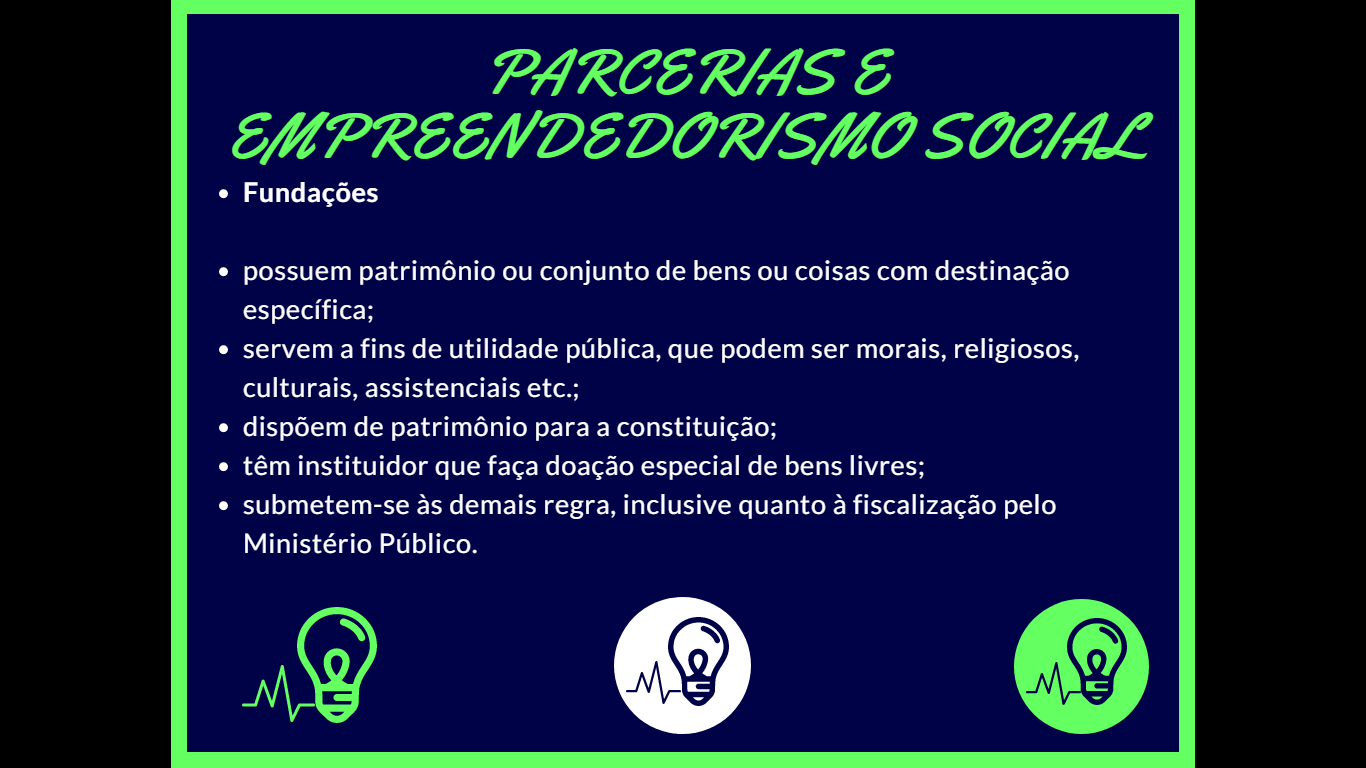 PARCERIAS E
EMPREENDEDORISMO SOCIAL
• Fundações
• possuem patrimônio ou conjunto de bens ou coisas com destinação
específica;
• servem a fins de utilidade pública, que podem ser morais, religiosos,
culturais, assistenciais etc.;
• dispõem de patrimônio para a constituição;
• têm instituidor que faça doação especial de bens livres;
• submetem-se às demais regra, inclusive quanto à fiscalização pelo
Ministério Público.